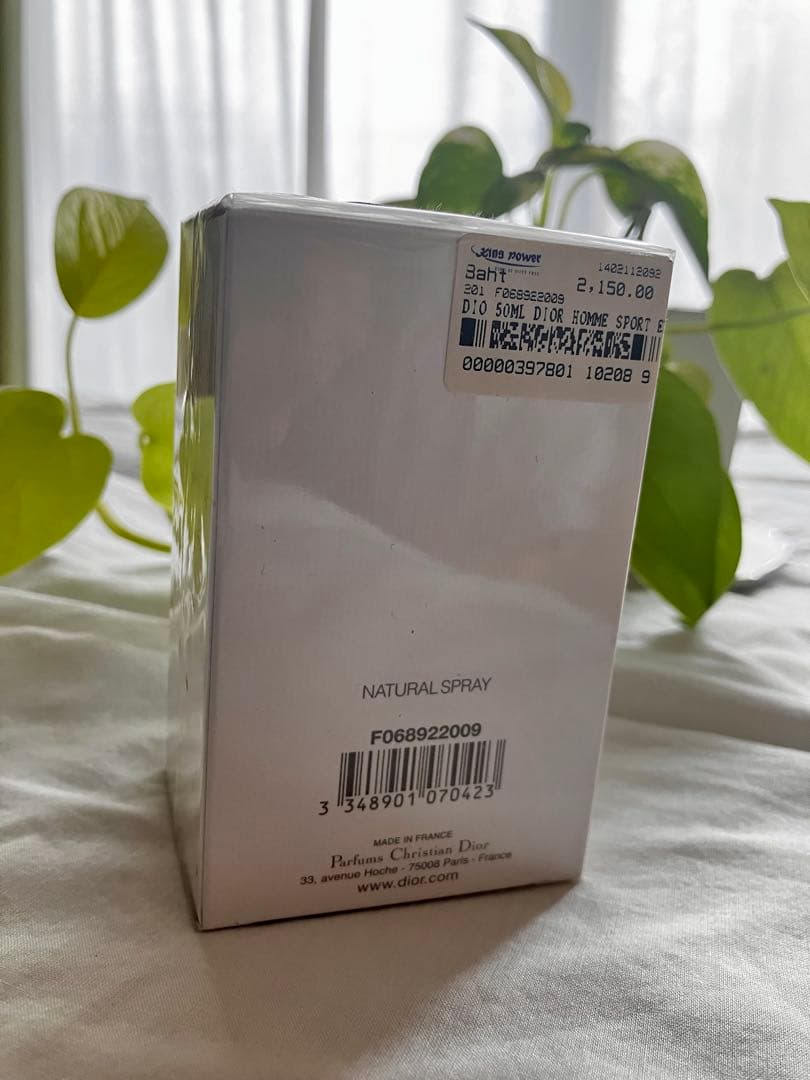 King Power
1402112092
Baht 2,150.00
201 F068922009
DIO 50ML DIOR HOMME SPORT E
00000397801 10208 9
NATURAL SPRAY
F068922009
3 348901 070423
MADE IN FRANCE
Parfums Christian Dior
33, avenue Hoche - 75008 Paris - France
www.dior.com